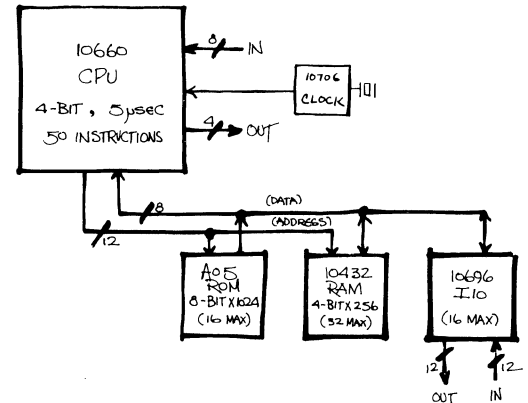 10660
CPU
4-BIT, 5μsec
50 INSTRUCTIONS
8
IN
10706
CLOCK
4
OUT
8
(DATA)
(ADDRESS)
12
A05
ROM
8-BIT X 1024
(16 MAX)
10432
RAM
4-BIT X 256
(32 MAX)
10696
I/O
(16 MAX)
12
12
OUT
IN